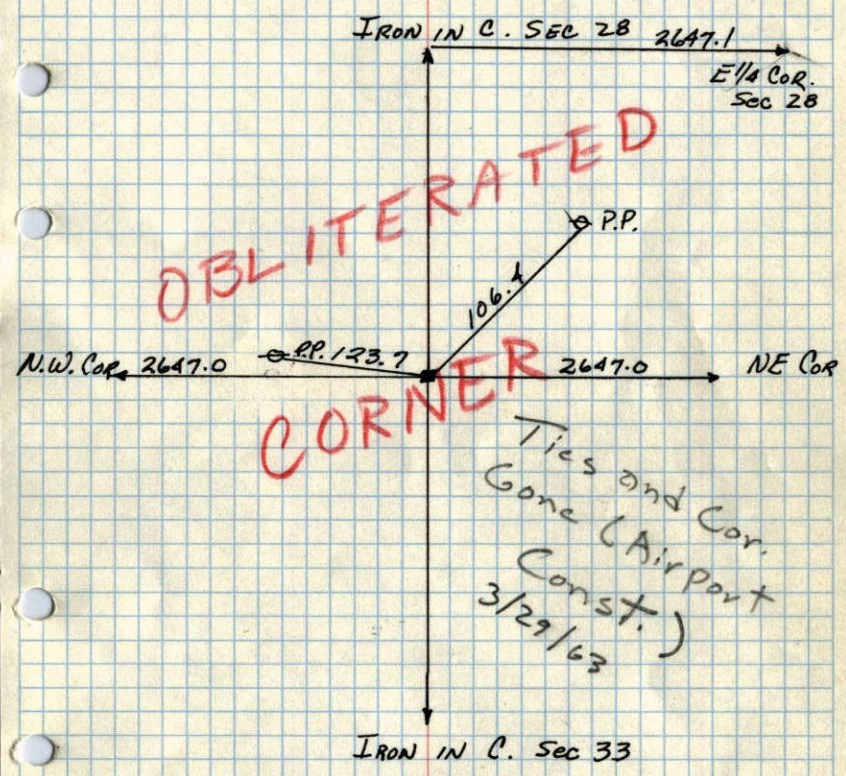 IRON IN C. SEC 28 2647.1
E 1/4 COR.
Sec 28
OBLITERATED
P.P.
106.4
N.W. COR 2647.0 P.P. 123.7 2647.0 NE COR
CORNER
Ties and Cor.
Gone (Airport
Const.)
3/29/63
IRON IN C. Sec 33